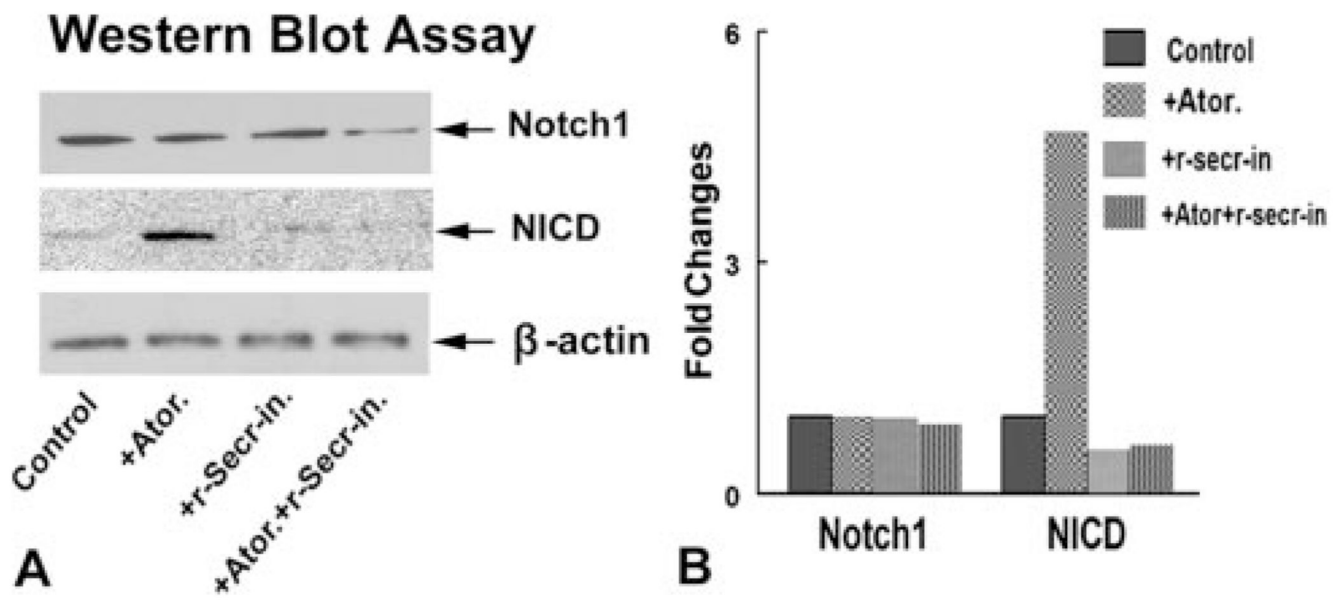 Western Blot Assay
Notch1
NICD
β-actin
Control
+Ator.
+r-Secr-in.
+Ator.+r-Secr-in.
A
6
3
0
Fold Changes
Control
+Ator.
+r-secr-in
+Ator+r-secr-in
Notch1
NICD
B